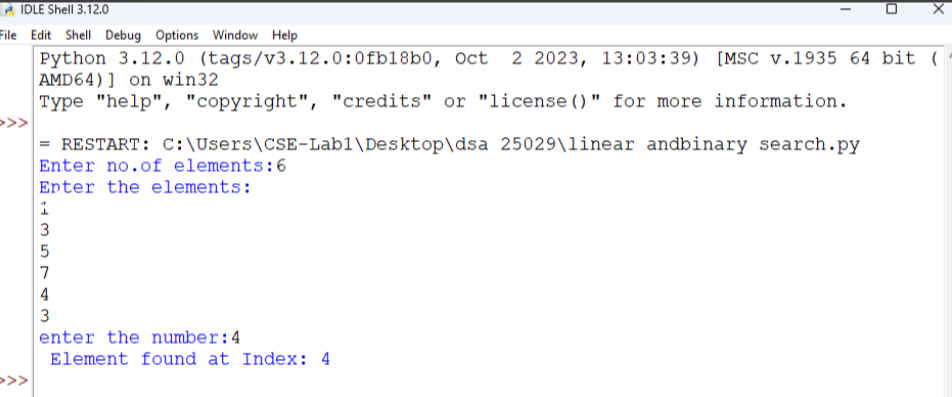 IDLE Shell 3.12.0
File Edit Shell Debug Options Window Help
Python 3.12.0 (tags/v3.12.0:0fb18b0, Oct  2 2023, 13:03:39) [MSC v.1935 64 bit (
AMD64)] on win32
Type "help", "copyright", "credits" or "license()" for more information.
>>>
= RESTART: C:\Users\CSE-Lab1\Desktop\dsa 25029\linear andbinary search.py
Enter no.of elements:6
Enter the elements:
1
3
5
7
4
3
enter the number:4
 Element found at Index: 4
>>>